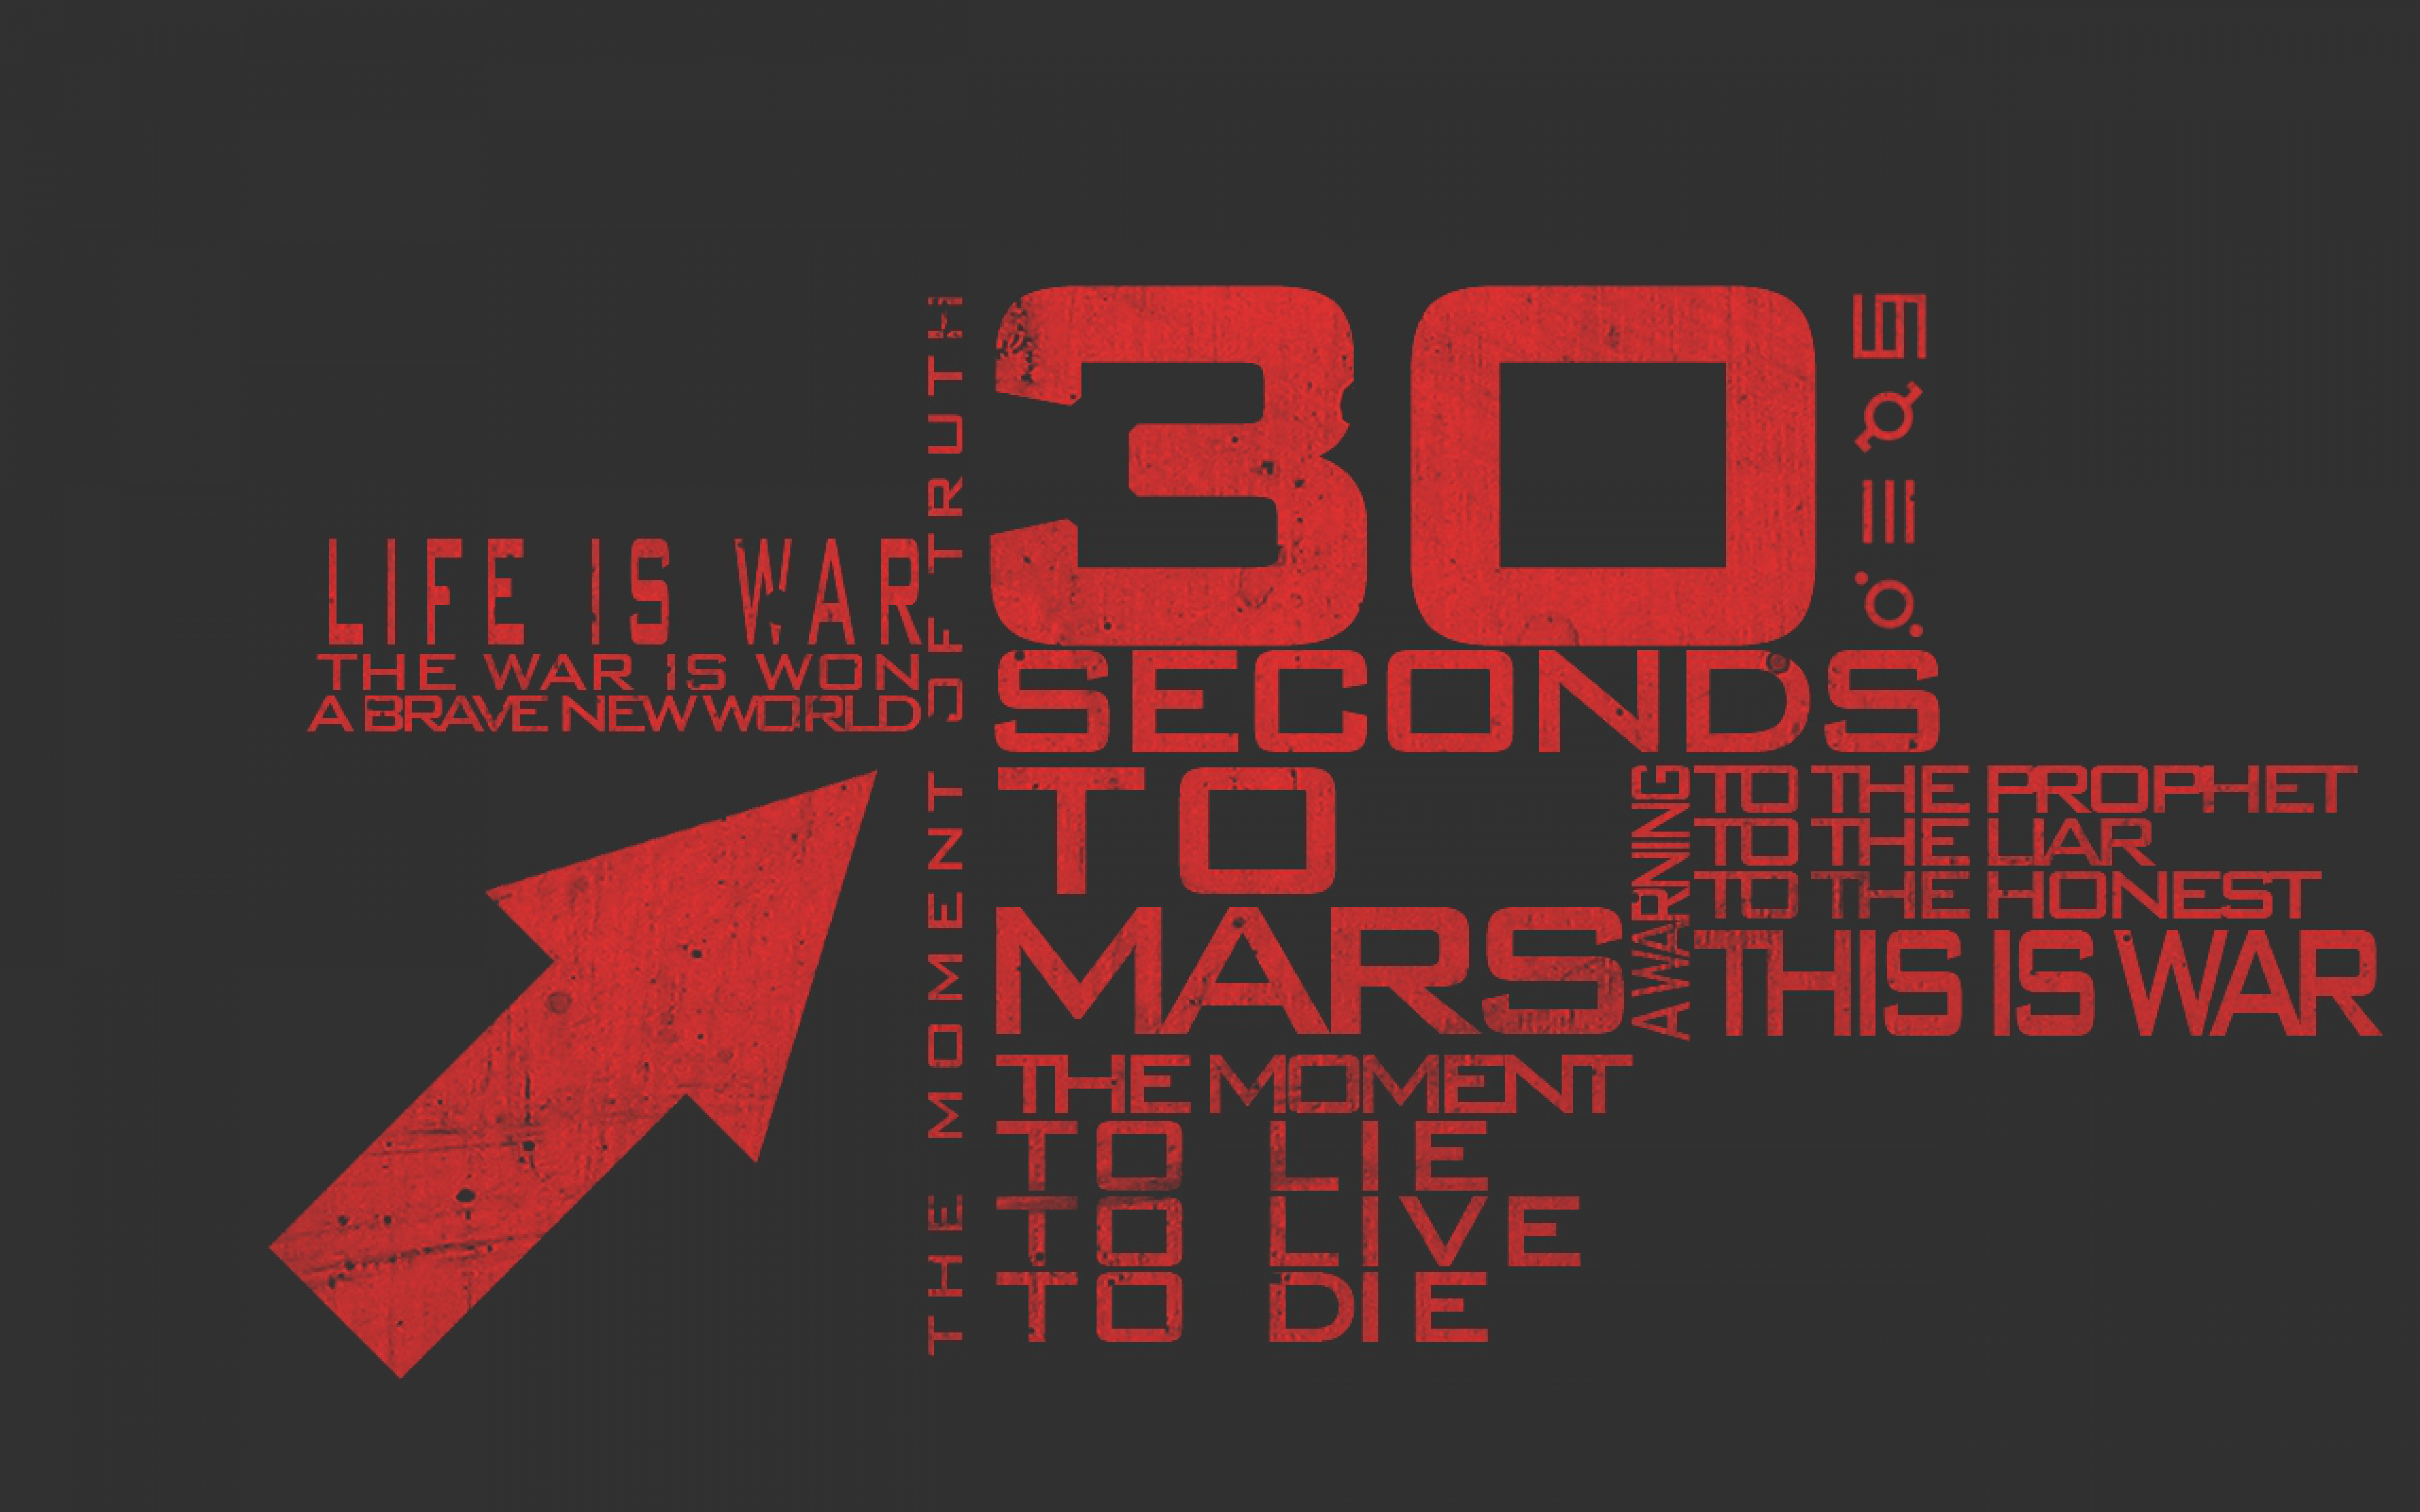 LIFE IS WAR
THE WAR IS WON
A BRAVE NEW WORLD
THE MOMENT OF TRUTH
30
SECONDS
TO
MARS
A WARNING
TO THE PROPHET
TO THE LIAR
TO THE HONEST
THIS IS WAR
THE MOMENT
TO LIE
TO LIVE
TO DIE